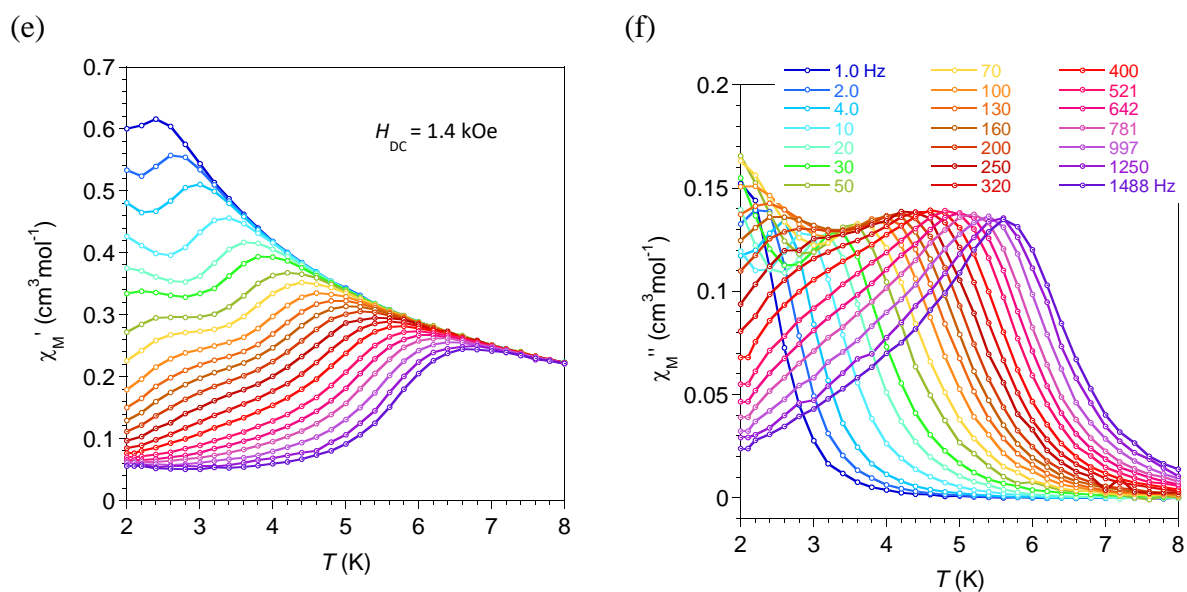 (e)
0.7
0.6
0.5
0.4
0.3
0.2
0.1
0
χM' (cm³mol⁻¹)
HDC = 1.4 kOe
2 3 4 5 6 7 8
T (K)
(f)
0.2
0.15
0.1
0.05
0
χM'' (cm³mol⁻¹)
1.0 Hz
2.0
4.0
10
20
30
50
70
100
130
160
200
250
320
400
521
642
781
997
1250
1488 Hz
2 3 4 5 6 7 8
T (K)